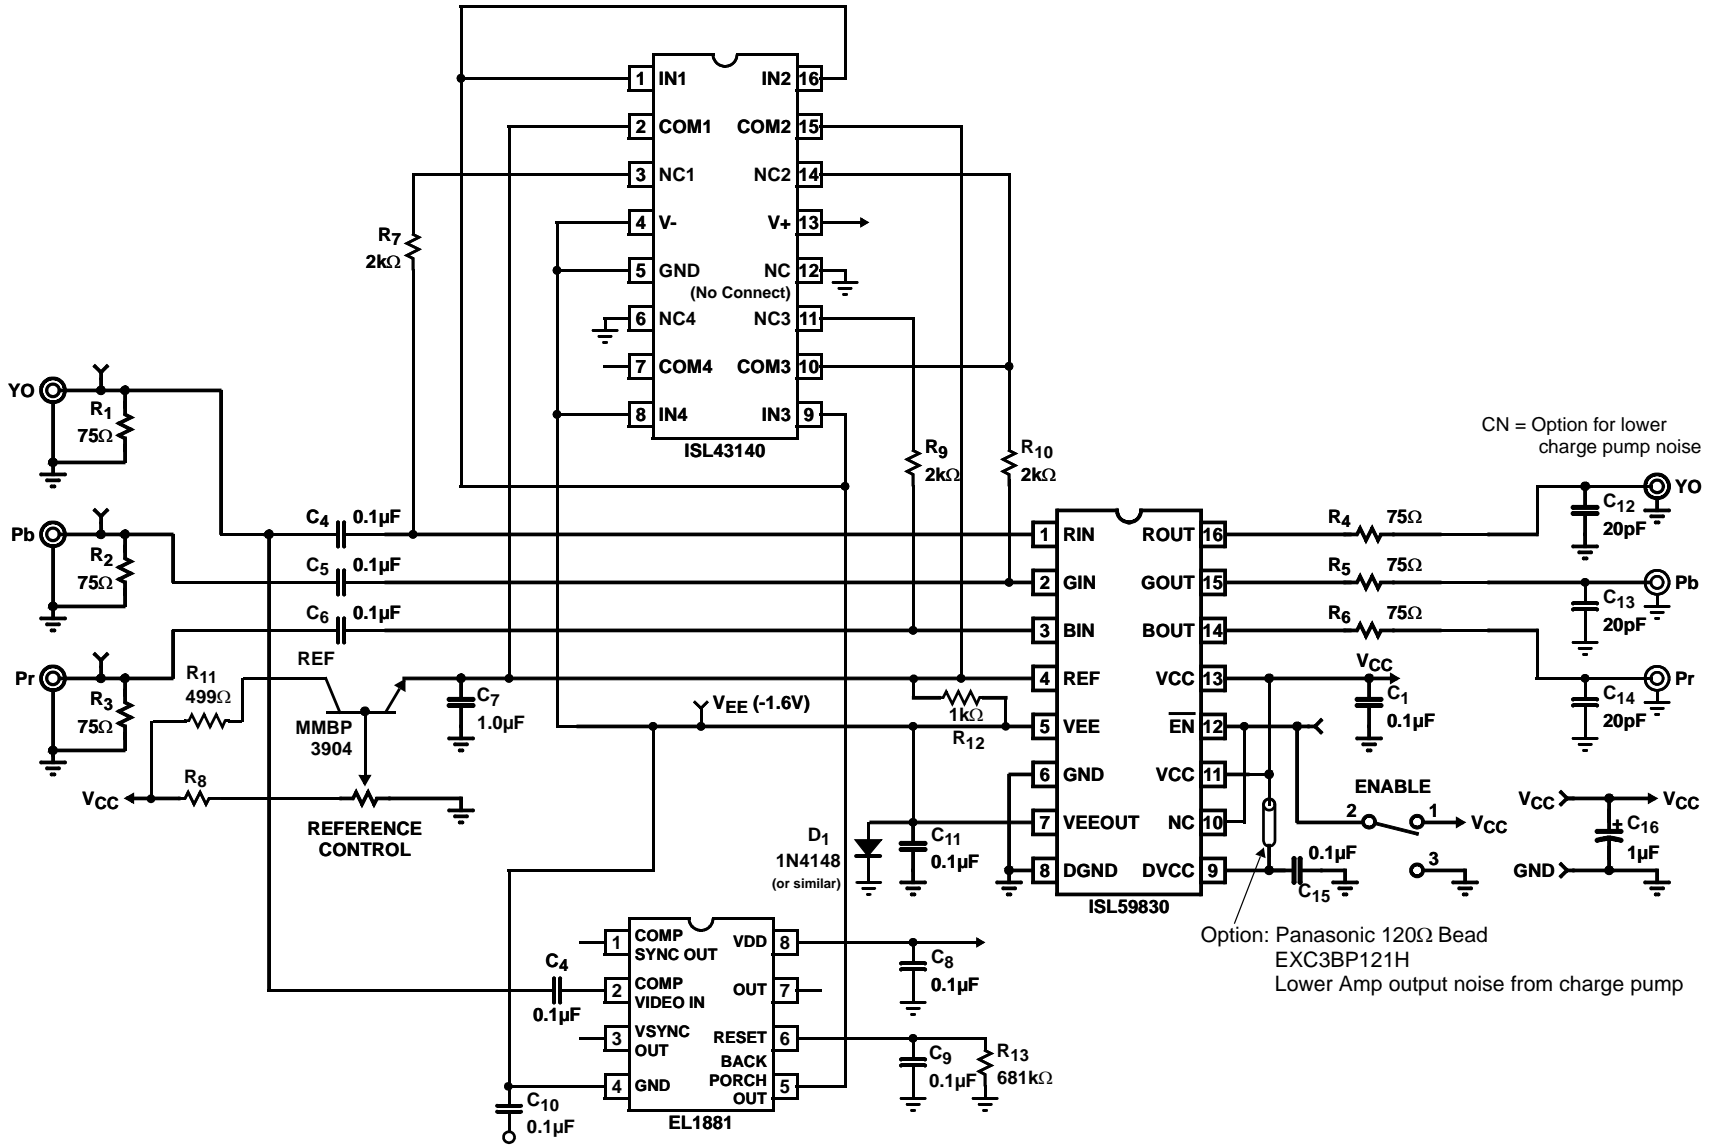 1 IN1 IN2 16
2 COM1 COM2 15
3 NC1 NC2 14
4 V- V+ 13
5 GND NC 12
(No Connect)
6 NC4 NC3 11
7 COM4 COM3 10
8 IN4 IN3 9
ISL43140
R7
2kΩ
R9
2kΩ
R10
2kΩ
YO
R1
75Ω
Pb
R2
75Ω
Pr
R3
75Ω
C4 0.1µF
C5 0.1µF
C6 0.1µF
REF
R11
499Ω
MMBP
3904
C7
1.0µF
VCC
R8
REFERENCE
CONTROL
VEE (-1.6V)
1kΩ
R12
D1
1N4148
(or similar)
C11
0.1µF
1 RIN ROUT 16
2 GIN GOUT 15
3 BIN BOUT 14
4 REF VCC 13
5 VEE EN 12
6 GND VCC 11
7 VEEOUT NC 10
8 DGND DVCC 9
ISL59830
CN = Option for lower
charge pump noise
R4 75Ω
R5 75Ω
R6 75Ω
C12
20pF
YO
C13
20pF
Pb
C14
20pF
Pr
VCC
C1
0.1µF
ENABLE
2 1
VCC
3
0.1µF
C15
VCC VCC
+ C16
1µF
GND
Option: Panasonic 120Ω Bead
EXC3BP121H
Lower Amp output noise from charge pump
1 COMP
SYNC OUT
VDD 8
2 COMP
VIDEO IN
OUT 7
3 VSYNC
OUT
RESET 6
4 GND
BACK
PORCH
OUT
5
EL1881
C4
0.1µF
C8
0.1µF
C9
0.1µF
R13
681kΩ
C10
0.1µF